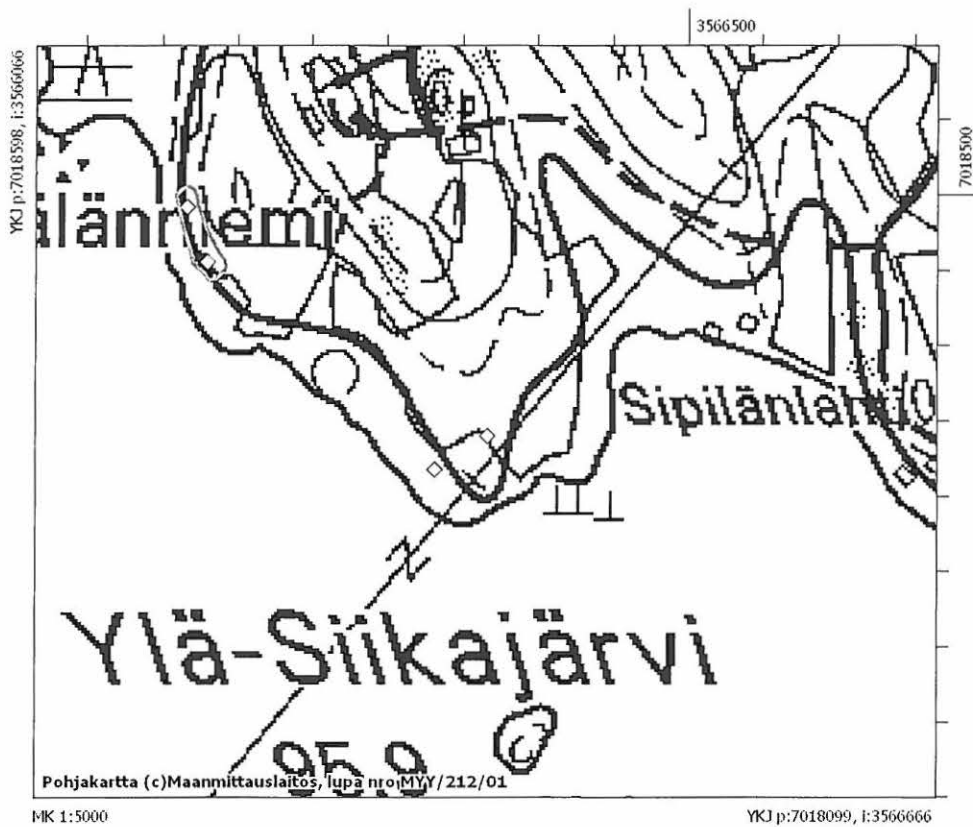 3566500
YKJ p:7018598, i:3566066
7018500
Sipilänlahti
Ylä-Siikajärvi
95.9
Pohjakartta (c)Maanmittauslaitos, lupa nro MYY/212/01
MK 1:5000
YKJ p:7018099, i:3566666